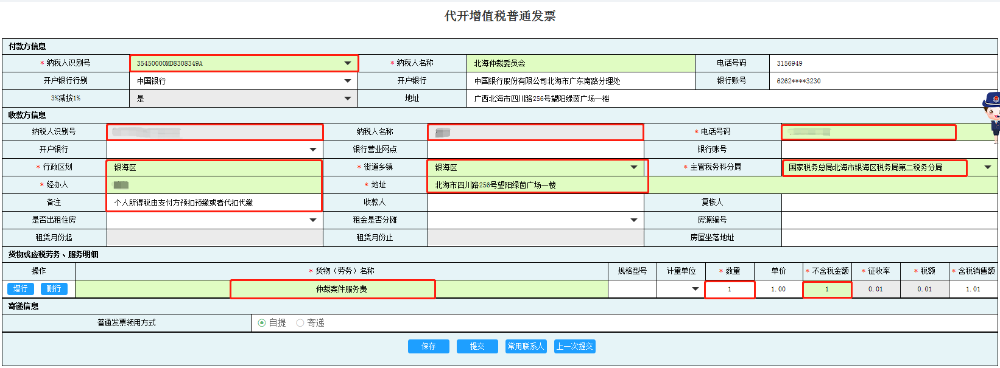 代开增值税普通发票
付款方信息
* 纳税人识别号 35450000MD8308349A * 纳税人名称 北海仲裁委员会 电话号码 3156949
开户银行行别 中国银行 开户银行 中国银行股份有限公司北海市广东南路分理处 银行账号 6262****3230
3%减按1% 是 地址 广西北海市四川路256号望阳绿茵广场一楼
收款方信息
纳税人识别号 纳税人名称 * 电话号码
开户银行 银行营业网点 银行账号
* 行政区划 银海区 * 街道乡镇 银海区 * 主管税务科分局 国家税务总局北海市银海区税务局第二税务分局
* 经办人 * 地址 北海市四川路256号望阳绿茵广场一楼
备注 个人所得税由支付方预扣预缴或者代扣代缴 收款人 复核人
是否出租住房 租金是否分摊 房源编号
租赁月份起 租赁月份止 房屋坐落地址
货物或应税劳务、服务明细
操作 * 货物（劳务）名称 规格型号 计量单位 * 数量 单价 * 不含税金额 * 征收率 * 税额 * 含税销售额
增行 删行 仲裁案件服务费 1 1.00 1 0.01 0.01 1.01
寄递信息
普通发票领用方式 自提 寄递
保存 提交 常用联系人 上一次提交